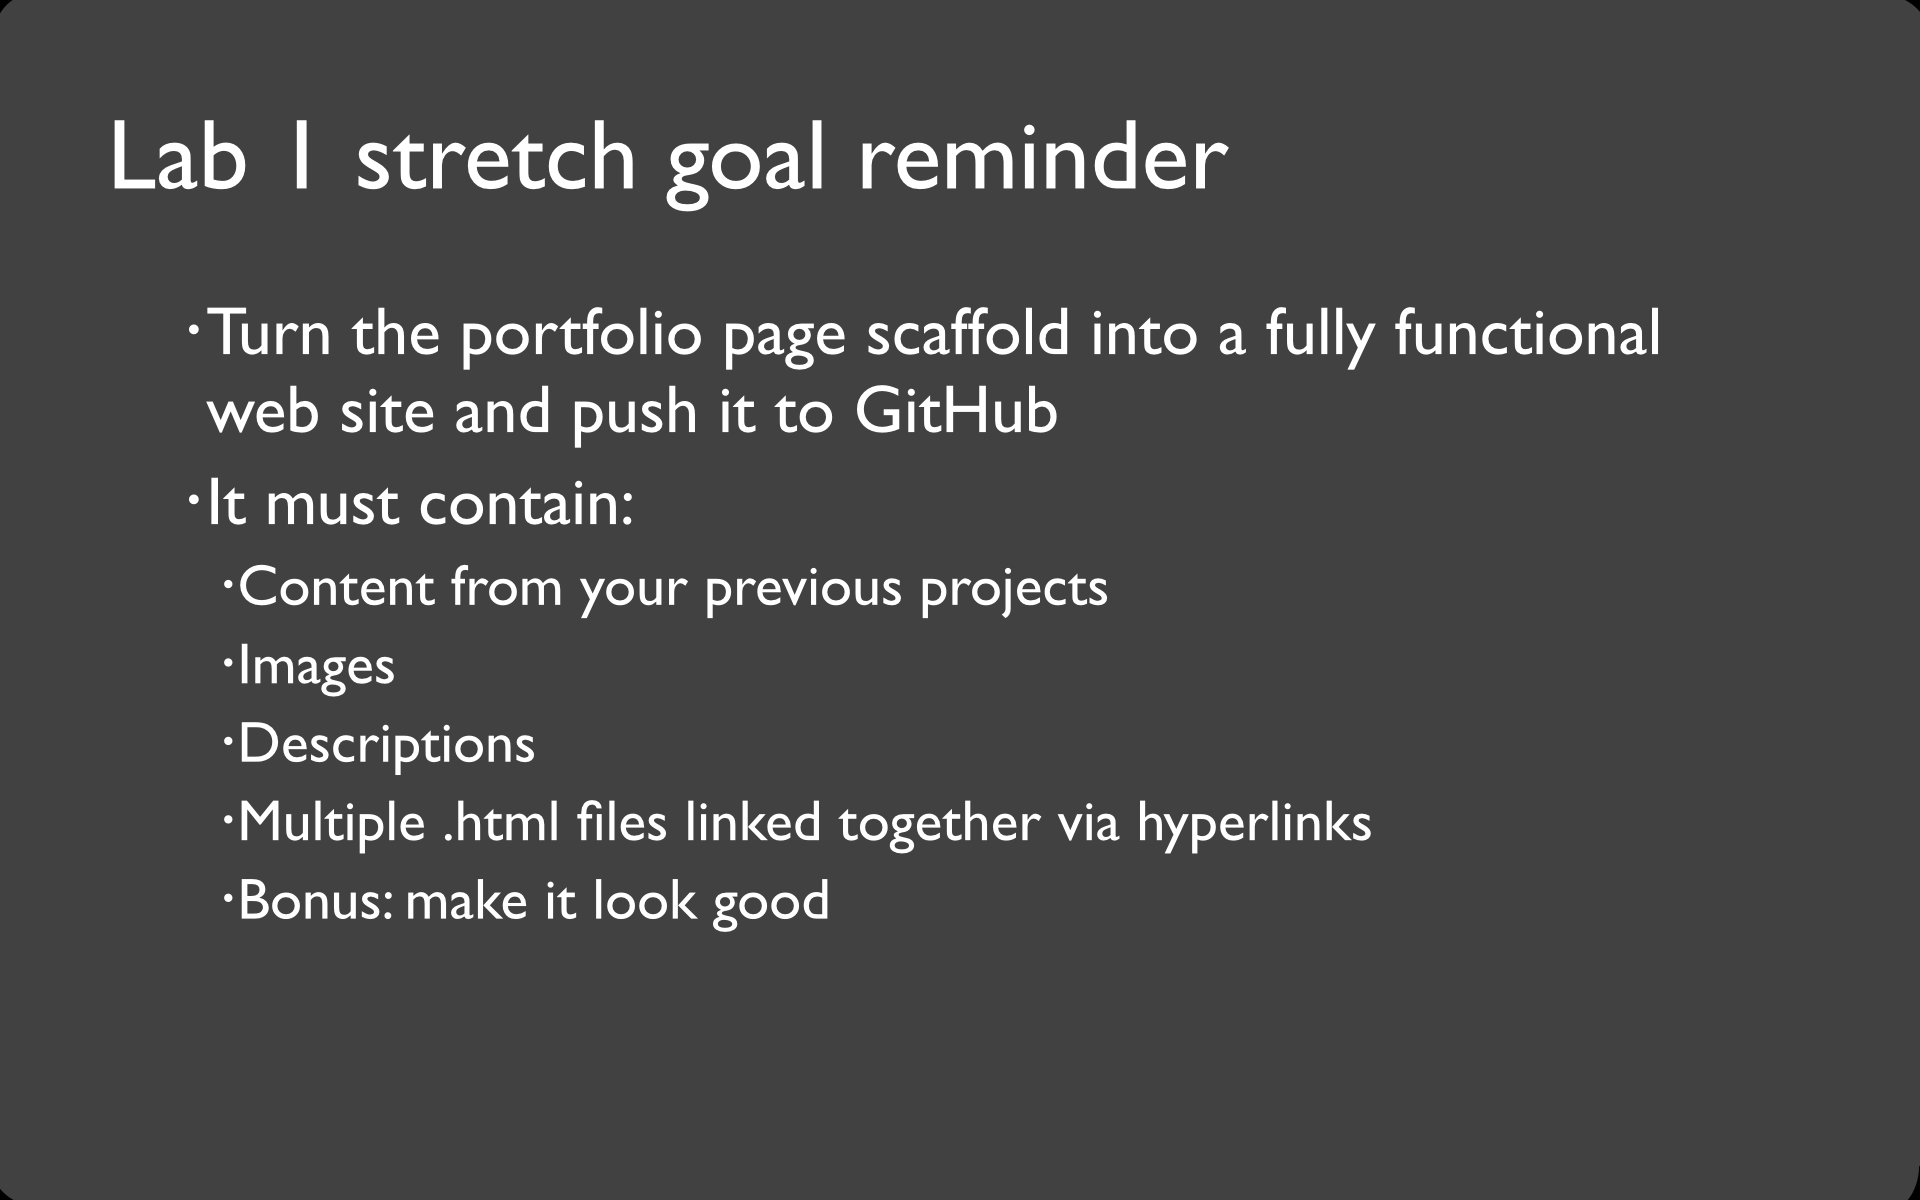 Lab 1 stretch goal reminder
•Turn the portfolio page scaffold into a fully functional
web site and push it to GitHub
•It must contain:
•Content from your previous projects
•Images
•Descriptions
•Multiple .html files linked together via hyperlinks
•Bonus: make it look good